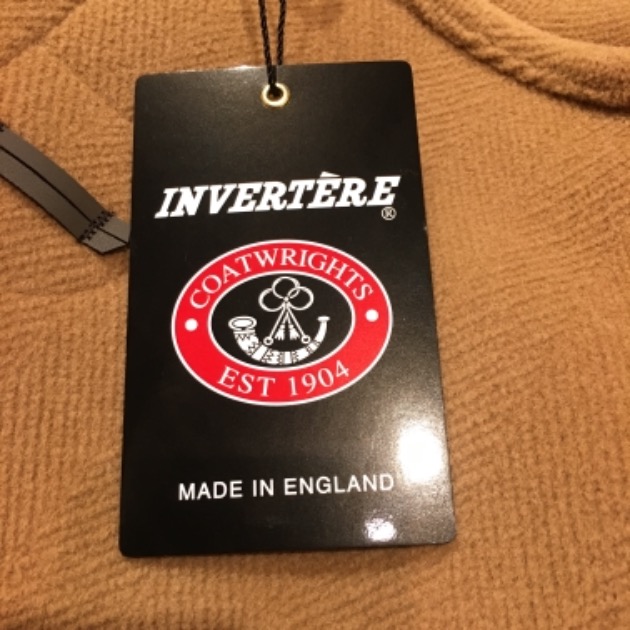 INVERTÈRE®
COATWRIGHTS
EST 1904
MADE IN ENGLAND